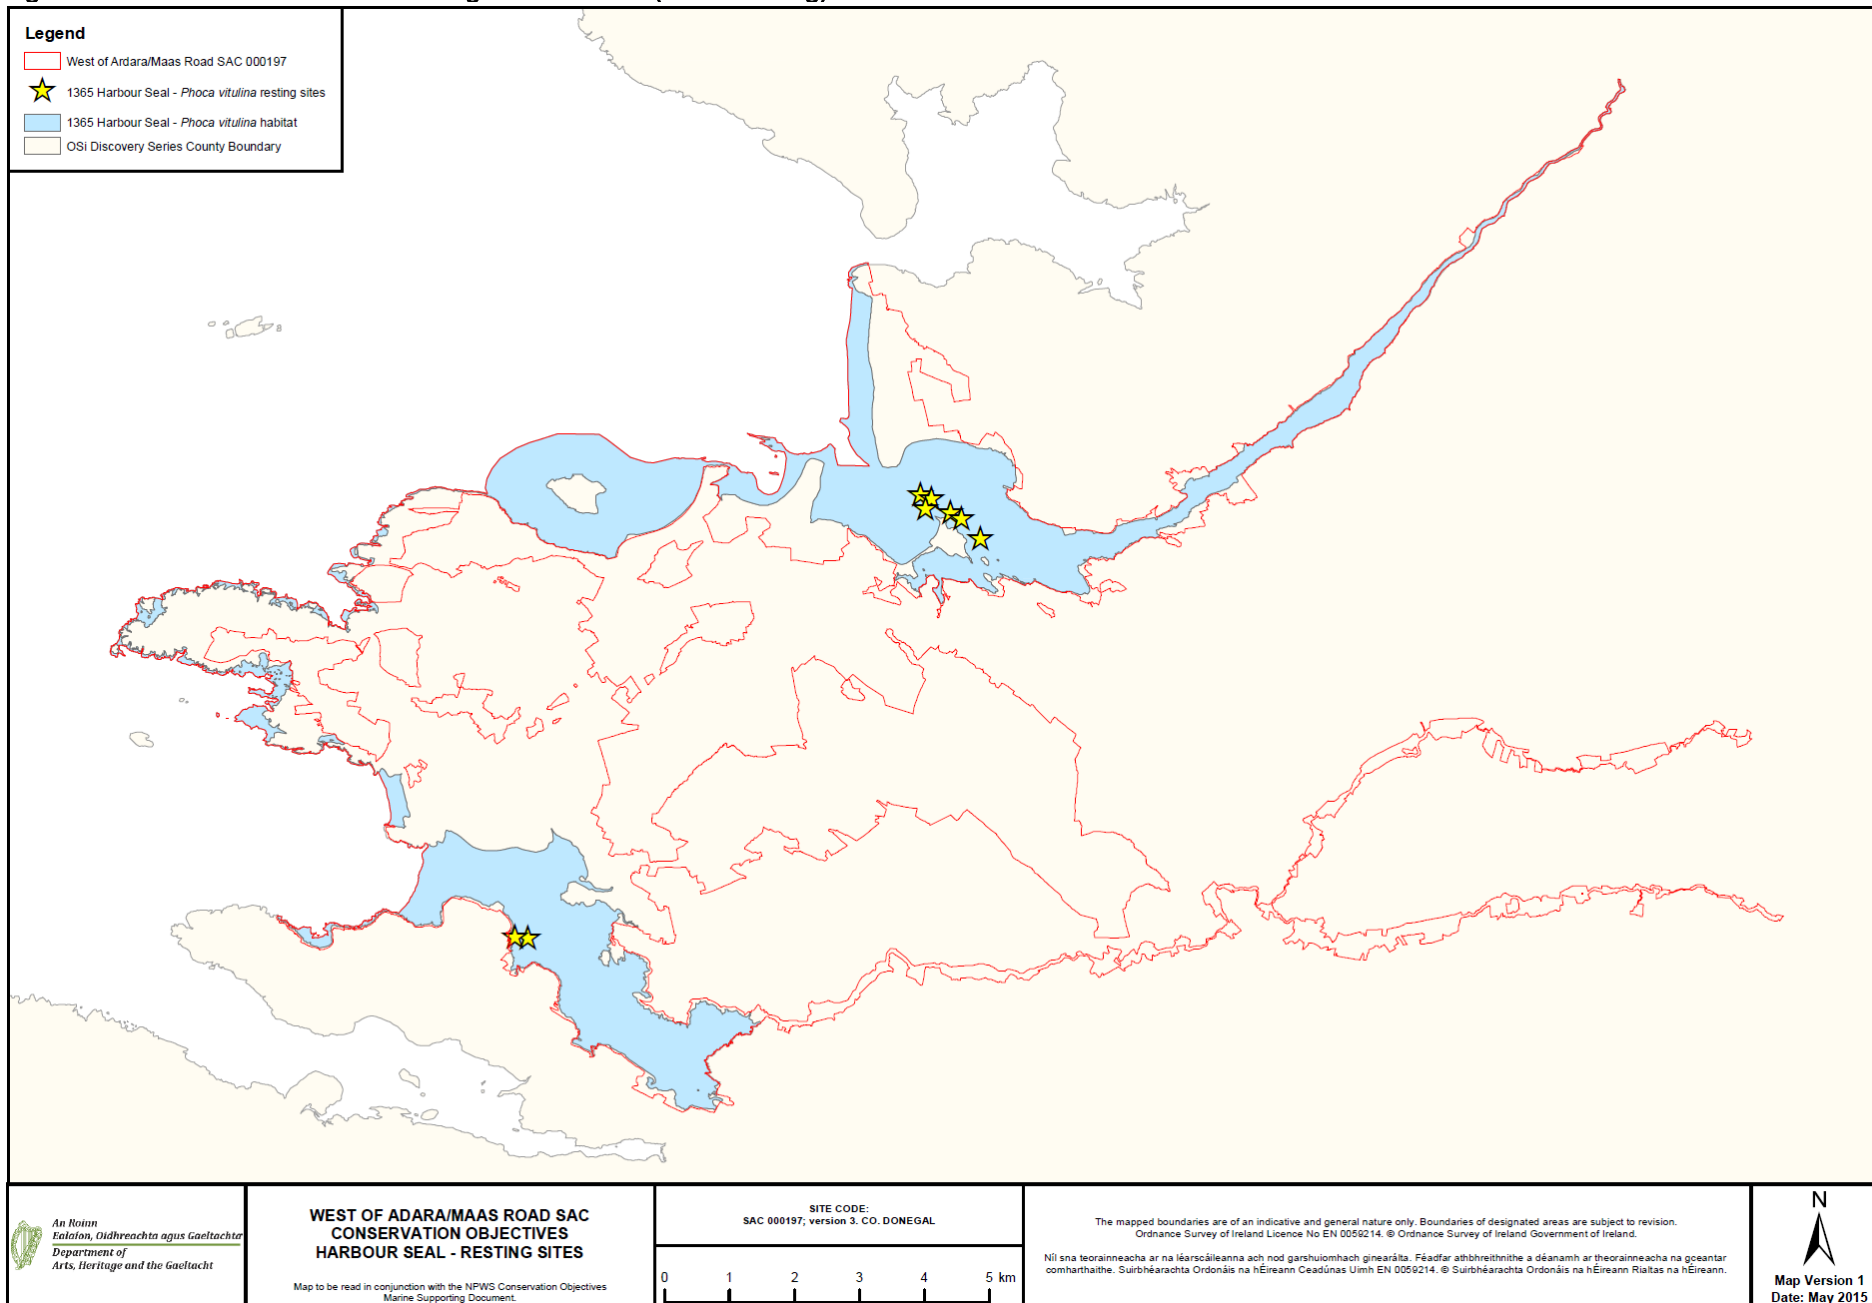 Legend
West of Ardara/Maas Road SAC 000197
1365 Harbour Seal - Phoca vitulina resting sites
1365 Harbour Seal - Phoca vitulina habitat
OSi Discovery Series County Boundary
An Roinn
Ealaíon, Oidhreachta agus Gaeltachta
Department of
Arts, Heritage and the Gaeltacht
WEST OF ADARA/MAAS ROAD SAC
CONSERVATION OBJECTIVES
HARBOUR SEAL - RESTING SITES
Map to be read in conjunction with the NPWS Conservation Objectives
Marine Supporting Document.
SITE CODE:
SAC 000197; version 3. CO. DONEGAL
0 1 2 3 4 5 km
The mapped boundaries are of an indicative and general nature only. Boundaries of designated areas are subject to revision.
Ordnance Survey of Ireland Licence No EN 0059214. © Ordnance Survey of Ireland Government of Ireland.
Níl sna teorainneacha ar na léarscáileanna ach nod garshuiomhach ginearálta. Féadfar athbhreithnithe a déanamh ar theorainneacha na gceantar
comharthaithe. Suirbhéarachta Ordonáis na hÉireann Ceadúnas Uimh EN 0059214. © Suirbhéarachta Ordonáis na hÉireann Rialtas na hÉireann.
N
Map Version 1
Date: May 2015